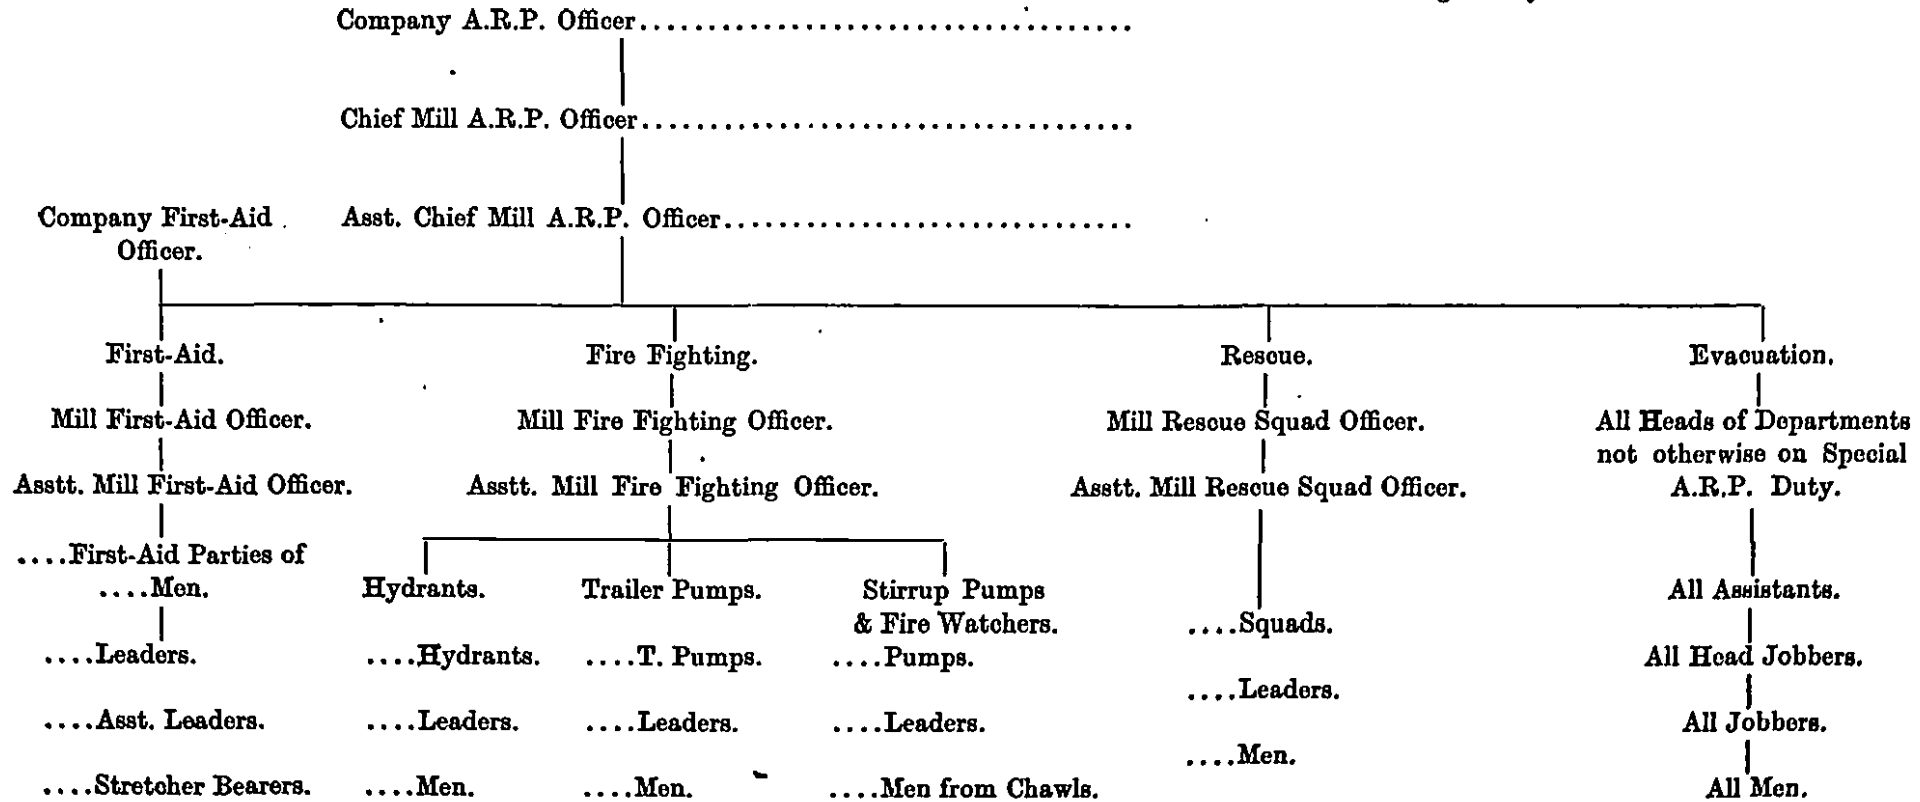 Company A.R.P. Officer....................................
Chief Mill A.R.P. Officer....................................
Company First-Aid
Officer.
Asst. Chief Mill A.R.P. Officer..............................
First-Aid.
Mill First-Aid Officer.
Asstt. Mill First-Aid Officer.
....First-Aid Parties of
....Men.
....Leaders.
....Asst. Leaders.
....Stretcher Bearers.
Fire Fighting.
Mill Fire Fighting Officer.
Asstt. Mill Fire Fighting Officer.
Hydrants.
....Hydrants.
....Leaders.
....Men.
Trailer Pumps.
....T. Pumps.
....Leaders.
....Men.
Stirrup Pumps
& Fire Watchers.
....Pumps.
....Leaders.
....Men from Chawls.
Rescue.
Mill Rescue Squad Officer.
Asstt. Mill Rescue Squad Officer.
....Squads.
....Leaders.
....Men.
Evacuation.
All Heads of Departments
not otherwise on Special
A.R.P. Duty.
All Assistants.
All Head Jobbers.
All Jobbers.
All Men.